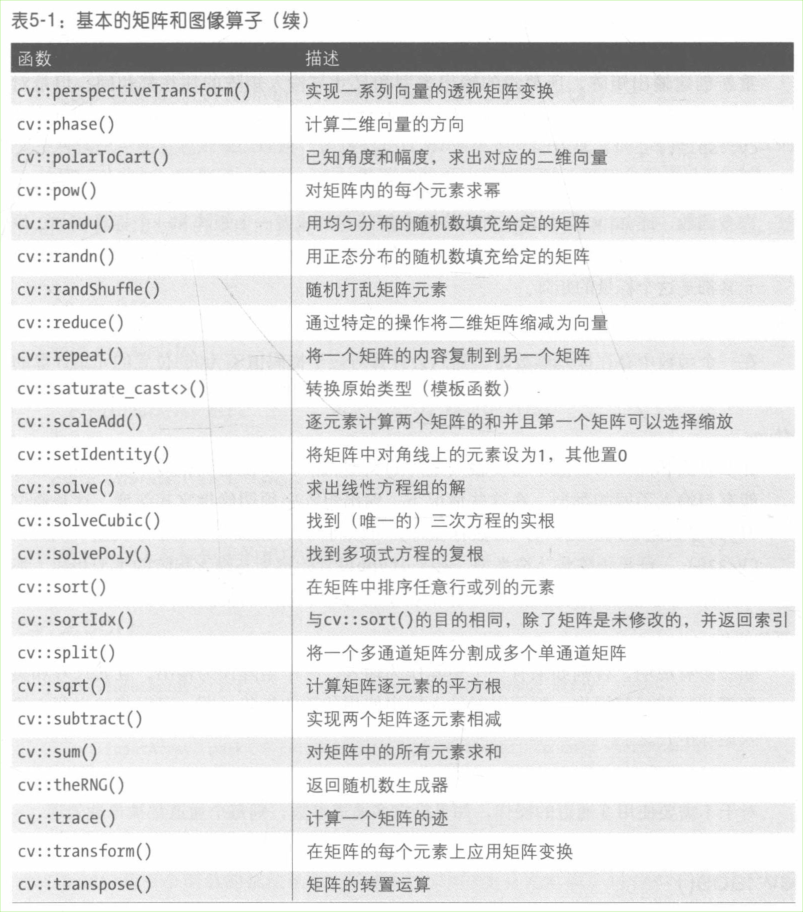 表5-1：基本的矩阵和图像算子（续）
函数 描述
cv::perspectiveTransform() 实现一系列向量的透视矩阵变换
cv::phase() 计算二维向量的方向
cv::polarToCart() 已知角度和幅度，求出对应的二维向量
cv::pow() 对矩阵内的每个元素求幂
cv::randu() 用均匀分布的随机数填充给定的矩阵
cv::randn() 用正态分布的随机数填充给定的矩阵
cv::randShuffle() 随机打乱矩阵元素
cv::reduce() 通过特定的操作将二维矩阵缩减为向量
cv::repeat() 将一个矩阵的内容复制到另一个矩阵
cv::saturate_cast<>() 转换原始类型（模板函数）
cv::scaleAdd() 逐元素计算两个矩阵的和并且第一个矩阵可以选择缩放
cv::setIdentity() 将矩阵中对角线上的元素设为1，其他置0
cv::solve() 求出线性方程组的解
cv::solveCubic() 找到（唯一的）三次方程的实根
cv::solvePoly() 找到多项式方程的复根
cv::sort() 在矩阵中排序任意行或列的元素
cv::sortIdx() 与cv::sort()的目的相同，除了矩阵是未修改的，并返回索引
cv::split() 将一个多通道矩阵分割成多个单通道矩阵
cv::sqrt() 计算矩阵逐元素的平方根
cv::subtract() 实现两个矩阵逐元素相减
cv::sum() 对矩阵中的所有元素求和
cv::theRNG() 返回随机数生成器
cv::trace() 计算一个矩阵的迹
cv::transform() 在矩阵的每个元素上应用矩阵变换
cv::transpose() 矩阵的转置运算